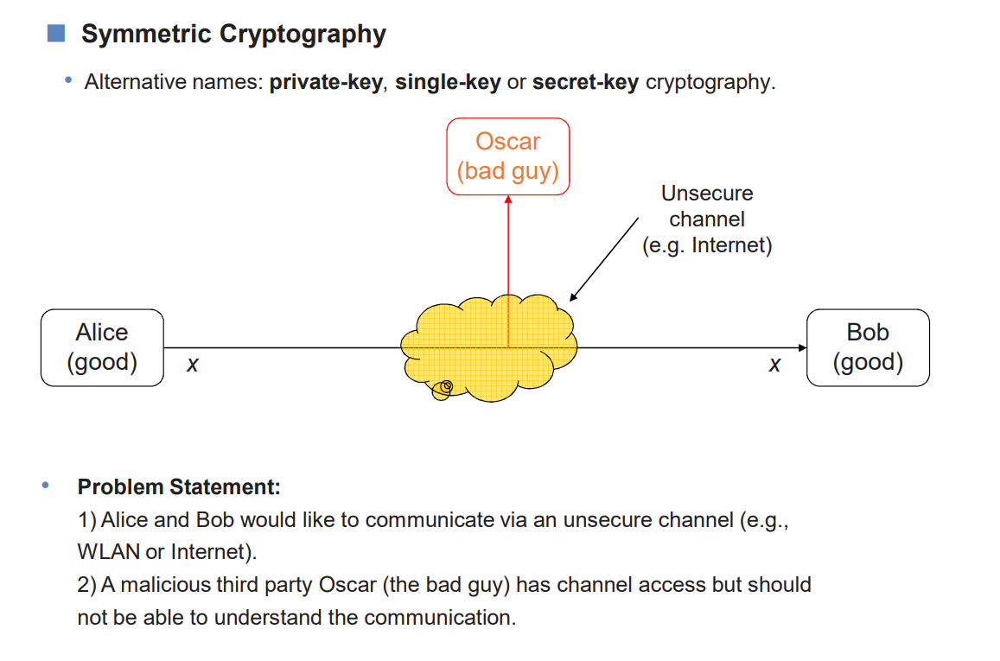 Symmetric Cryptography
• Alternative names: private-key, single-key or secret-key cryptography.
Oscar
(bad guy)
Unsecure
channel
(e.g. Internet)
Alice
(good)
x
x
Bob
(good)
• Problem Statement:
1) Alice and Bob would like to communicate via an unsecure channel (e.g.,
WLAN or Internet).
2) A malicious third party Oscar (the bad guy) has channel access but should
not be able to understand the communication.